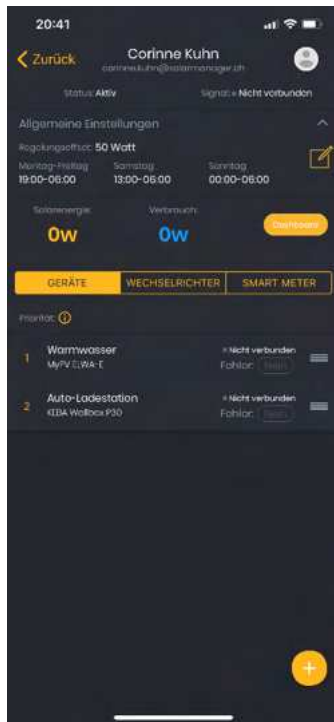 20:41
Zurück
Corinne Kuhn
corinne.kuhn@solarmanager.ch
Status: Aktiv
Signal: Nicht verbunden
Allgemeine Einstellungen
Regelungsoffset: 50 Watt
Montag-Freitag Samstag Sonntag
19:00-06:00 13:00-06:00 00:00-06:00
Solarenergie: Verbrauch:
0w 0w
Dashboard
GERÄTE WECHSELRICHTER SMART METER
Priorität:
1 Warmwasser Nicht verbunden
MyPV ELWA-E Fehler: Nein
2 Auto-Ladestation Nicht verbunden
KEBA Wallbox P30 Fehler: Nein
+